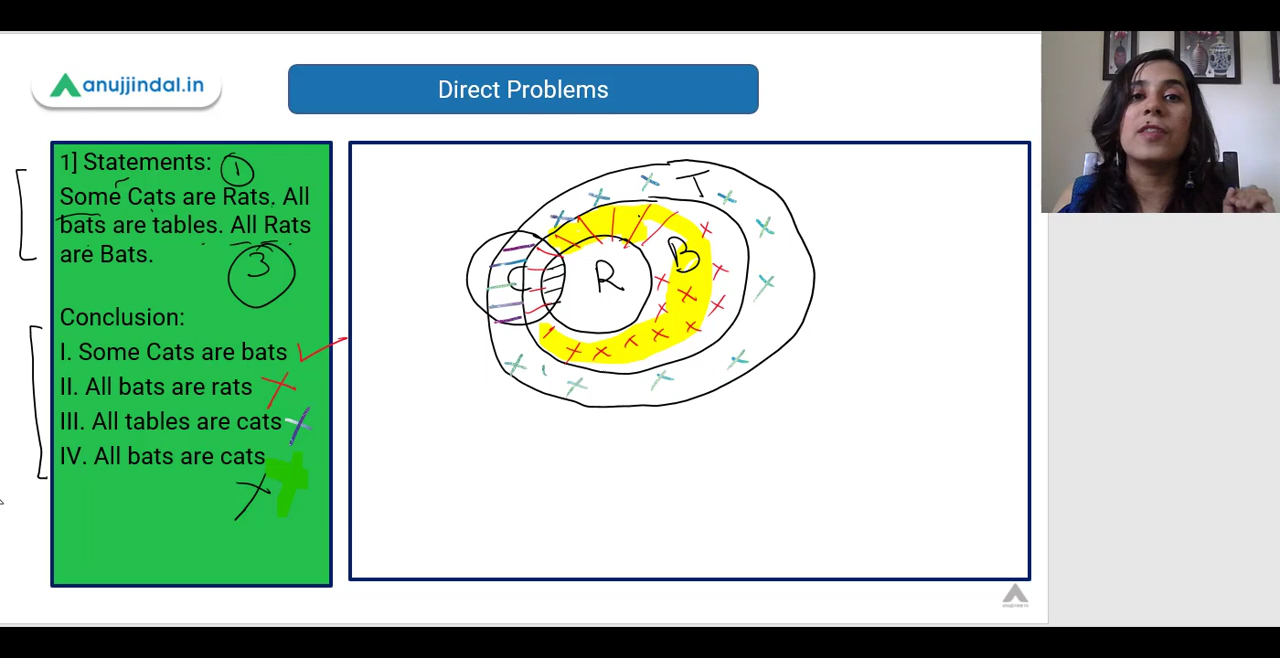 anujjindal.in
Direct Problems
1] Statements: 1
Some Cats are Rats. All
bats are tables. All Rats
are Bats.
3
Conclusion:
I. Some Cats are bats
II. All bats are rats
III. All tables are cats
IV. All bats are cats
T
B
C
R